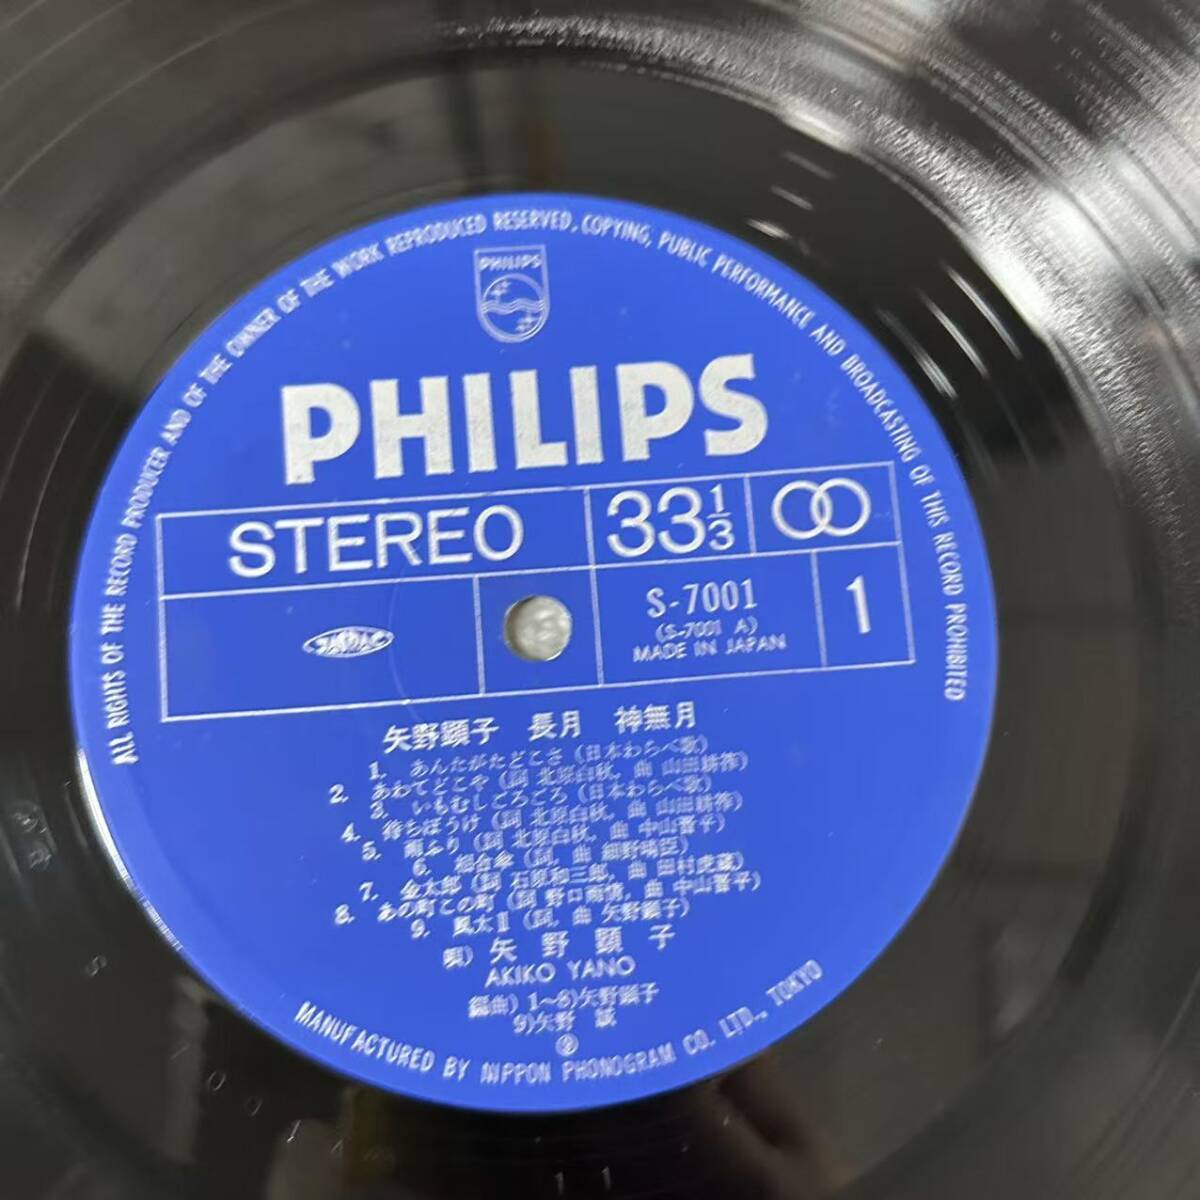 ALL RIGHTS OF THE RECORD PRODUCER AND OF THE OWNER OF THE WORK REPRODUCED RESERVED, COPYING, PUBLIC PERFORMANCE AND BROADCASTING OF THIS RECORD PROHIBITED
PHILIPS
PHILIPS
STEREO
33 1/3
JASRAC
S-7001
(S-7001 A)
MADE IN JAPAN
1
矢野顕子 長月 神無月
1. あんたがたどこさ (日本わらべ歌)
2. あわてどこや (詞 北原白秋, 曲 山田耕筰)
3. いもむしごろごろ (日本わらべ歌)
4. 待ちぼうけ (詞 北原白秋, 曲 山田耕筰)
5. 雨ふり (詞 北原白秋, 曲 中山晋平)
6. 相合傘 (詞, 曲 細野晴臣)
7. 金太郎 (詞 石原和三郎, 曲 田村虎蔵)
8. あの町この町 (詞 野口雨情, 曲 中山晋平)
9. 風太II (詞, 曲 矢野顕子)
唄) 矢野顕子
AKIKO YANO
編曲) 1〜8)矢野顕子
9)矢野 誠
Ⓟ
MANUFACTURED BY NIPPON PHONOGRAM CO. LTD., TOKYO